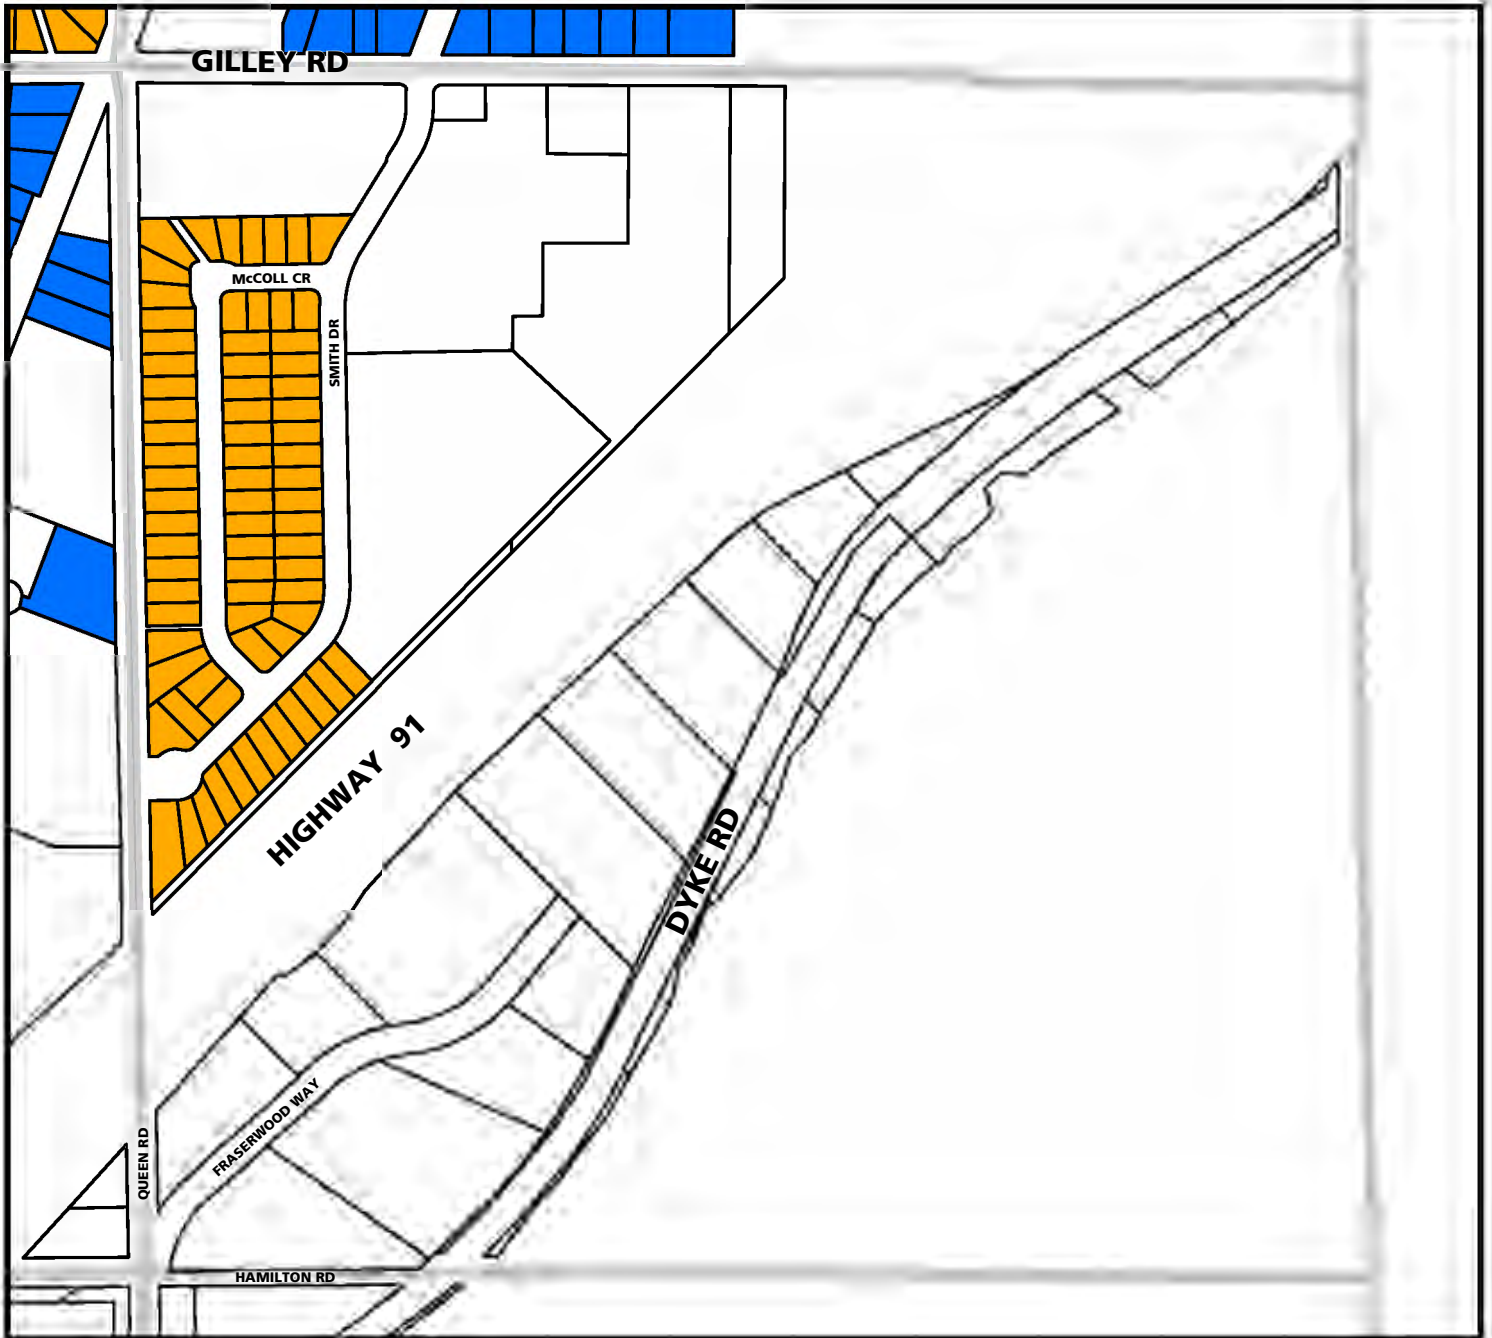 GILLEY RD
McCOLL CR
SMITH DR
HIGHWAY 91
DYKE RD
FRASERWOOD WAY
QUEEN RD
HAMILTON RD